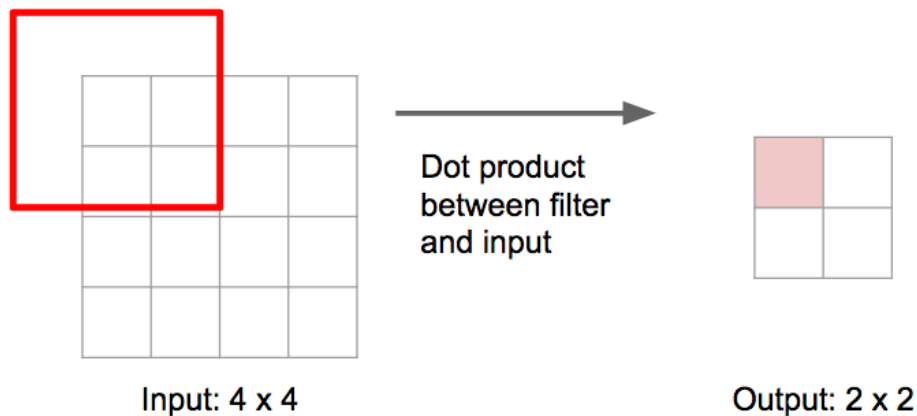 Dot product
between filter
and input
Input: 4 x 4
Output: 2 x 2